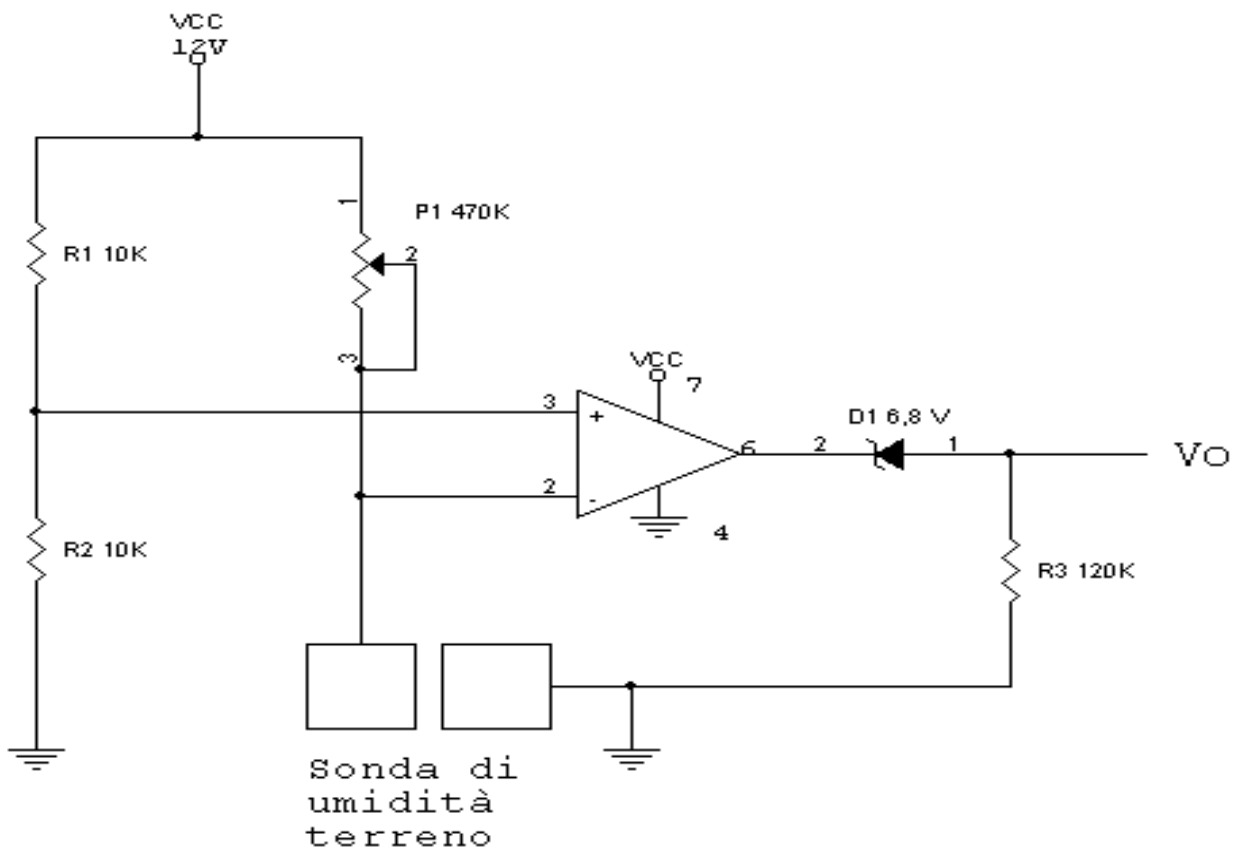 VCC
12V
1
P1 470K
R1 10K
2
3
VCC
7
3
+
D1 6,8 V
6
2
1
VO
2
-
4
R2 10K
R3 120K
Sonda di
umidità
terreno